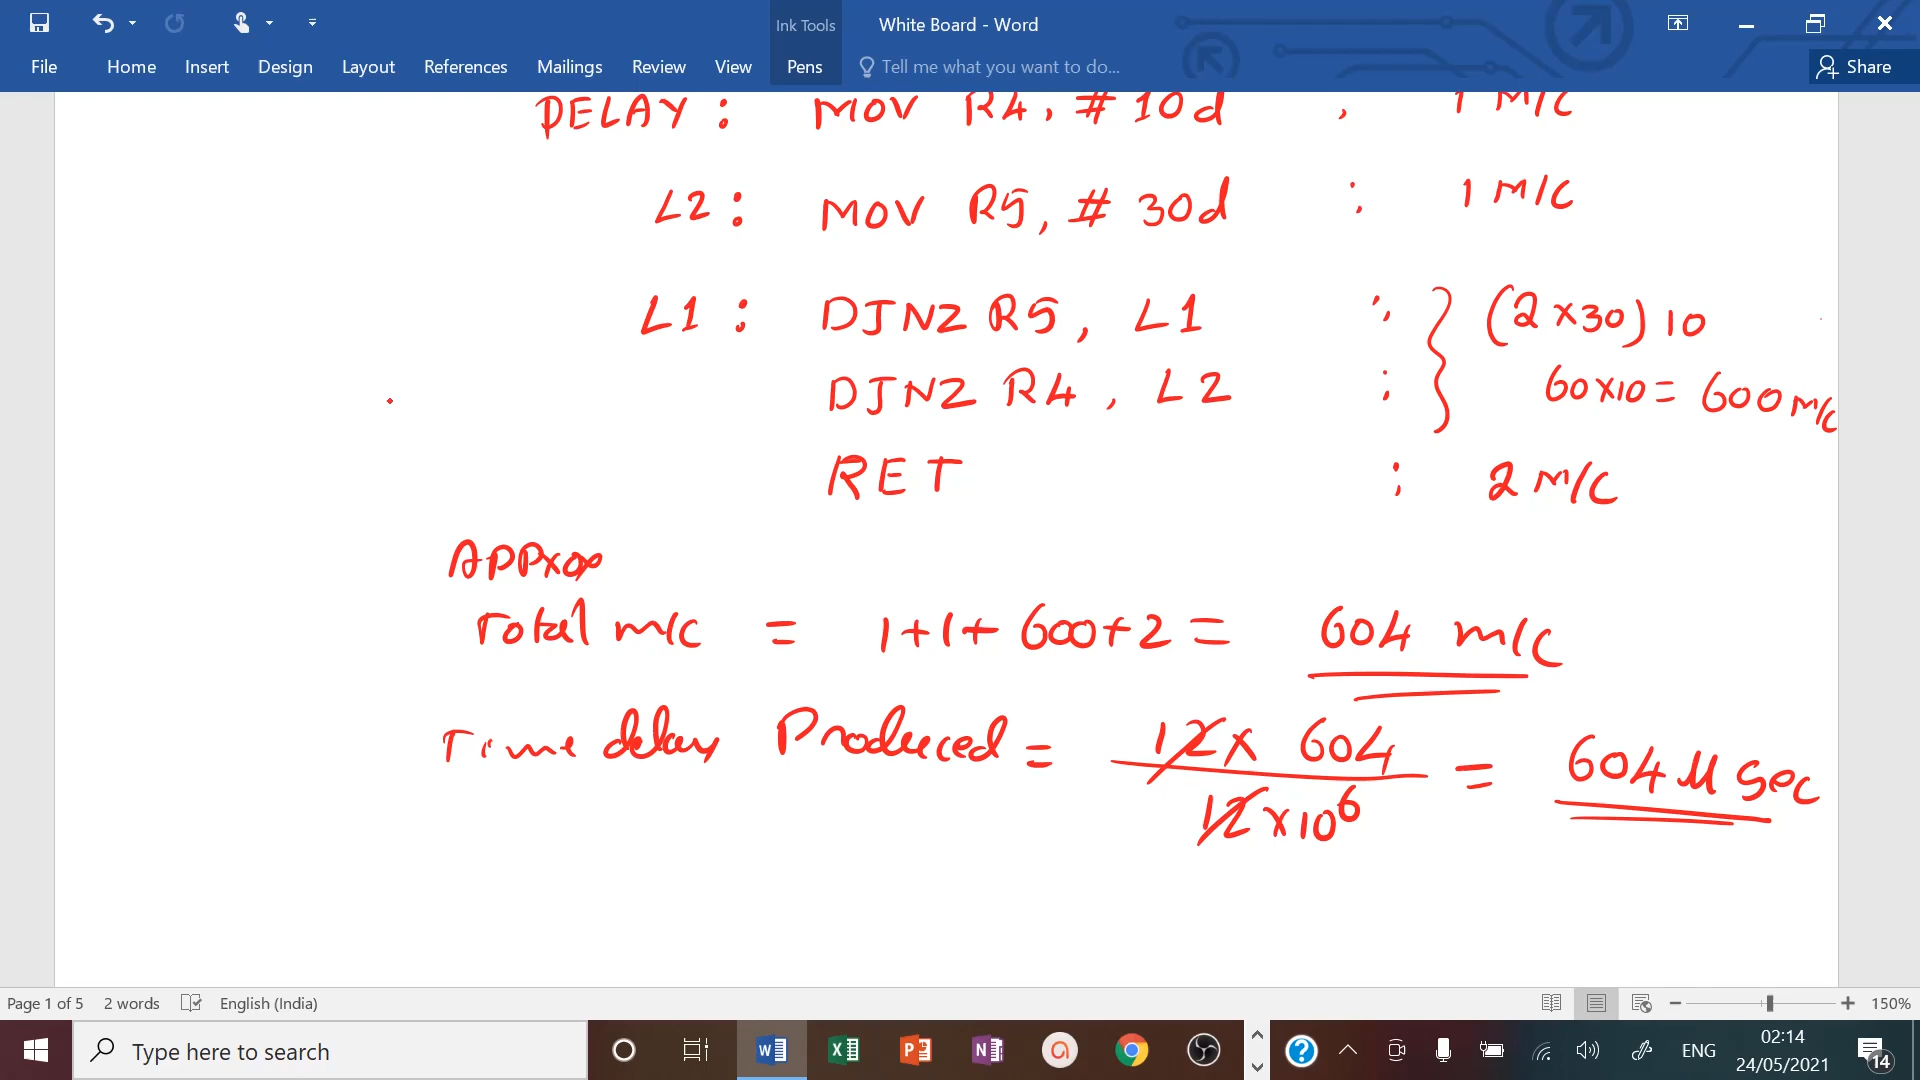 Ink Tools
White Board - Word
File Home Insert Design Layout References Mailings Review View Pens Tell me what you want to do... Share
DELAY : MOV R4, # 10d ; 1 M/C
L2 : MOV R5, # 30d ; 1 M/C
L1 : DJNZ R5, L1 ; (2 x 30) 10
DJNZ R4, L2 ; 60 x 10 = 600 M/C
RET ; 2 M/C
Total m/c = 1 + 1 + 600 + 2 = 604 m/c
Time delay Produced = 12 x 604 / 12 x 10⁶ = 604 µ sec
Page 1 of 5 2 words English (India) 150%
Type here to search
ENG
02:14
24/05/2021
14